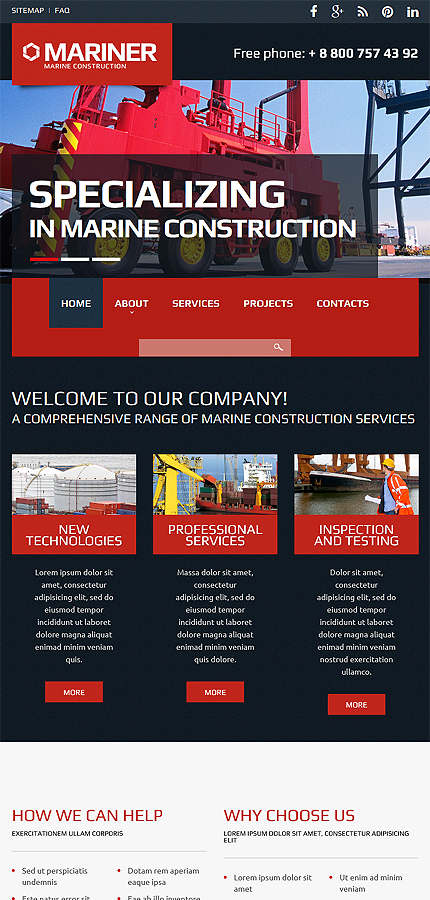 SITEMAP | FAQ
MARINER
MARINE CONSTRUCTION
Free phone: + 8 800 757 43 92
SPECIALIZING
IN MARINE CONSTRUCTION
HOME ABOUT SERVICES PROJECTS CONTACTS
WELCOME TO OUR COMPANY!
A COMPREHENSIVE RANGE OF MARINE CONSTRUCTION SERVICES
NEW
TECHNOLOGIES
Lorem ipsum dolor sit
amet, consectetur
adipisicing elit, sed do
eiusmod tempor
incididunt ut laboret
dolore magna aliquat
enimad minim veniam
quis.
MORE
PROFESSIONAL
SERVICES
Massa dolor sit amet,
consectetur
adipisicing elit, sed do
eiusmod tempor
incididunt ut laboret
dolore magna aliquat
enimad minim veniam
quis dolore.
MORE
INSPECTION
AND TESTING
Dolor sit amet,
consectetur
adipisicing elit, sed do
eiusmod tempor
incididunt ut laboret
dolore magna aliquat
enimad minim veniam
nostrud exercitation
ullamco.
MORE
HOW WE CAN HELP
EXERCITATIONEM ULLAM CORPORIS
Sed ut perspiciatis
undemnis
Este natus error sit
Dotam rem aperiam
eaque ipsa
Eae ab illo inventore
WHY CHOOSE US
LOREM IPSUM DOLOR SIT AMET, CONSECTETUR ADIPISICING
ELIT
Lorem ipsum dolor sit
amet
Ut enim ad minim
veniam